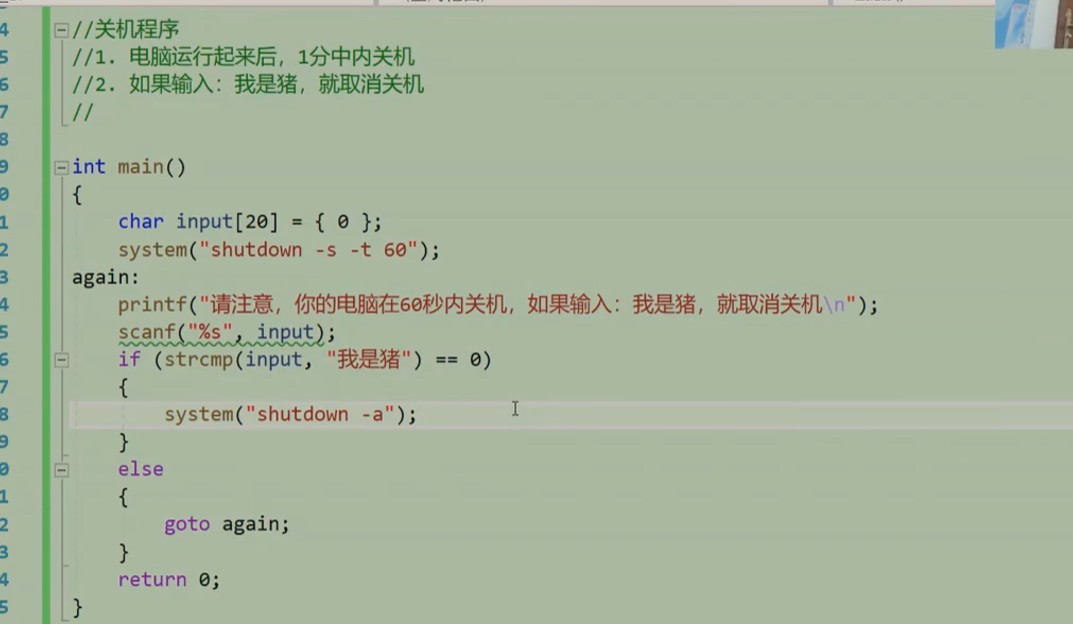 4 //关机程序
5 //1. 电脑运行起来后，1分中内关机
6 //2. 如果输入：我是猪，就取消关机
7 //
8
9 int main()
0 {
1 char input[20] = { 0 };
2 system("shutdown -s -t 60");
3 again:
4 printf("请注意，你的电脑在60秒内关机，如果输入：我是猪，就取消关机\n");
5 scanf("%s", input);
6 if (strcmp(input, "我是猪") == 0)
7 {
8 system("shutdown -a");
9 }
0 else
1 {
2 goto again;
3 }
4 return 0;
5 }